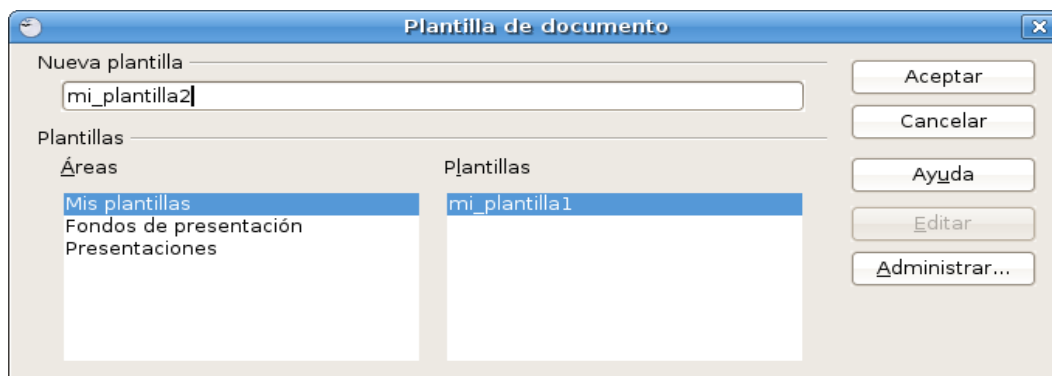 Plantilla de documento
Nueva plantilla
mi_plantilla2
Plantillas
Áreas
Mis plantillas
Fondos de presentación
Presentaciones
Plantillas
mi_plantilla1
Aceptar
Cancelar
Ayuda
Editar
Administrar...